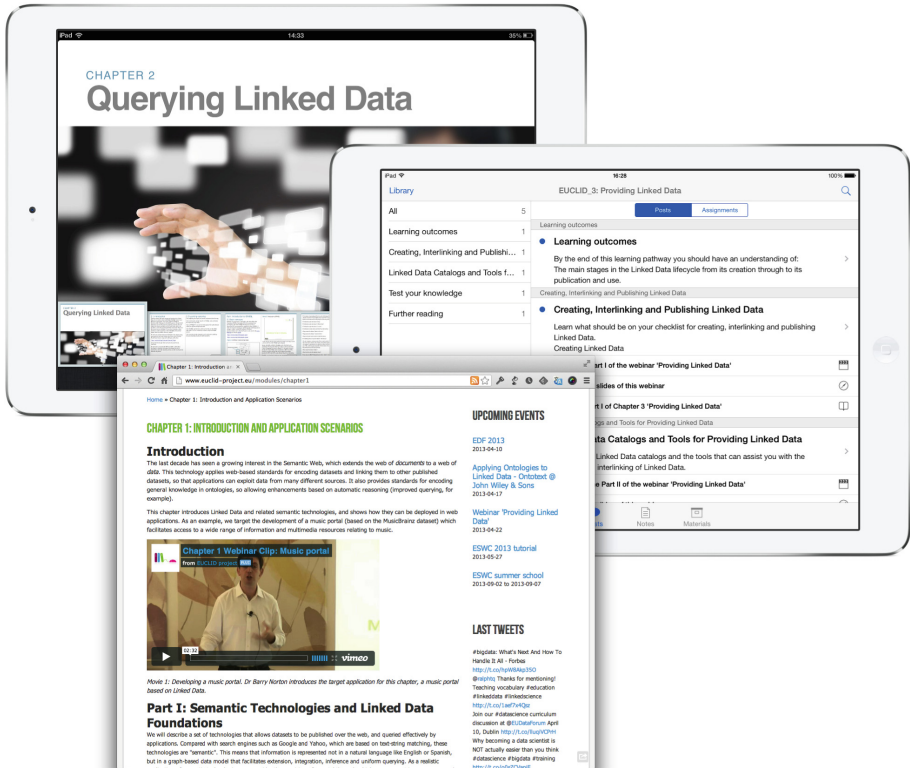 iPad
14:33
35%
CHAPTER 2
Querying Linked Data
Querying Linked Data
iPad
16:28
100%
Library
EUCLID_3: Providing Linked Data
All 5
Learning outcomes 1
Creating, Interlinking and Publishi... 1
Linked Data Catalogs and Tools f... 1
Test your knowledge 1
Further reading 1
Posts
Assignments
Learning outcomes
Learning outcomes
By the end of this learning pathway you should have an understanding of:
The main stages in the Linked Data lifecycle from its creation through to its
publication and use.
Creating, Interlinking and Publishing Linked Data
Creating, Interlinking and Publishing Linked Data
Learn what should be on your checklist for creating, interlinking and publishing
Linked Data.
Creating Linked Data
art I of the webinar 'Providing Linked Data'
slides of this webinar
rt I of Chapter 3 'Providing Linked Data'
ogs and Tools for Providing Linked Data
ta Catalogs and Tools for Providing Linked Data
Linked Data catalogs and the tools that can assist you with the
interlinking of Linked Data.
e Part II of the webinar 'Providing Linked Data'
Notes
Materials
Chapter 1: Introduction an
www.euclid-project.eu/modules/chapter1
Home » Chapter 1: Introduction and Application Scenarios
CHAPTER 1: INTRODUCTION AND APPLICATION SCENARIOS
Introduction
The last decade has seen a growing interest in the Semantic Web, which extends the web of documents to a web of
data. This technology applies web-based standards for encoding datasets and linking them to other published
datasets, so that applications can exploit data from many different sources. It also provides standards for encoding
general knowledge in ontologies, so allowing enhancements based on automatic reasoning (improved querying, for
example).
This chapter introduces Linked Data and related semantic technologies, and shows how they can be deployed in web
applications. As an example, we target the development of a music portal (based on the MusicBrainz dataset) which
facilitates access to a wide range of information and multimedia resources relating to music.
Chapter 1 Webinar Clip: Music portal
from EUCLID project PLUS
02:32
vimeo
Movie 1: Developing a music portal. Dr Barry Norton introduces the target application for this chapter, a music portal
based on Linked Data.
Part I: Semantic Technologies and Linked Data
Foundations
We will describe a set of technologies that allows datasets to be published over the web, and queried effectively by
applications. Compared with search engines such as Google and Yahoo, which are based on text-string matching, these
technologies are "semantic". This means that information is represented not in a natural language like English or Spanish,
but in a graph-based data model that facilitates extension, integration, inference and uniform querying. As a realistic
UPCOMING EVENTS
EDF 2013
2013-04-10
Applying Ontologies to
Linked Data - Ontotext @
John Wiley & Sons
2013-04-17
Webinar 'Providing Linked
Data'
2013-04-22
ESWC 2013 tutorial
2013-05-27
ESWC summer school
2013-09-02 to 2013-09-07
LAST TWEETS
#bigdata: What's Next And How To
Handle It All - Forbes
http://t.co/hpW8Akp35O
@ralphtq Thanks for mentioning!
Teaching vocabulary #education
#linkeddata #linkedscience
http://t.co/1aef7x4Qsz
Join our #datascience curriculum
discussion at @EUDataForum April
10, Dublin http://t.co/XuqiVCPrH
Why becoming a data scientist is
NOT actually easier than you think
#datascience #bigdata #training